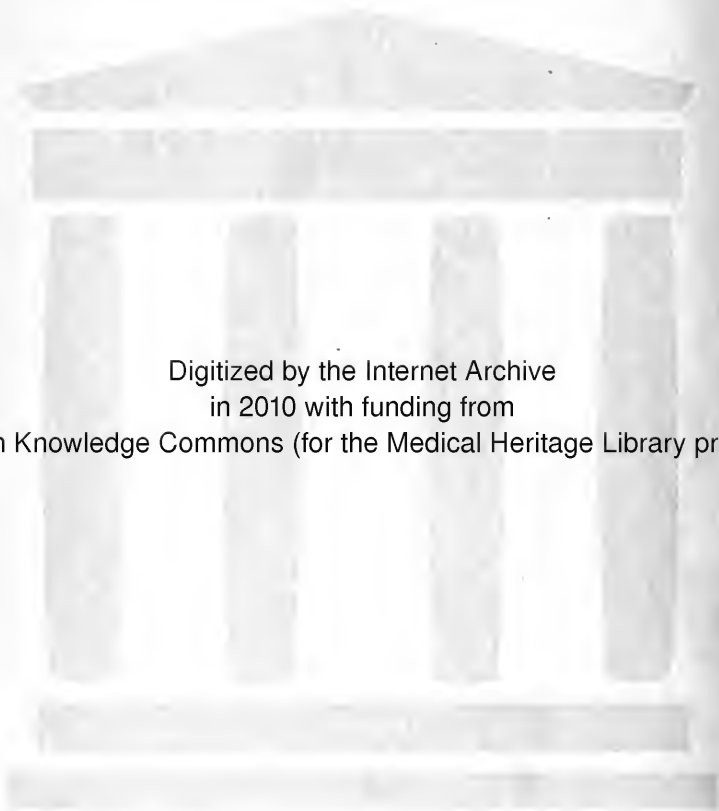 Digitized by the Internet Archive
in 2010 with funding from
Knowledge Commons (for the Medical Heritage Library